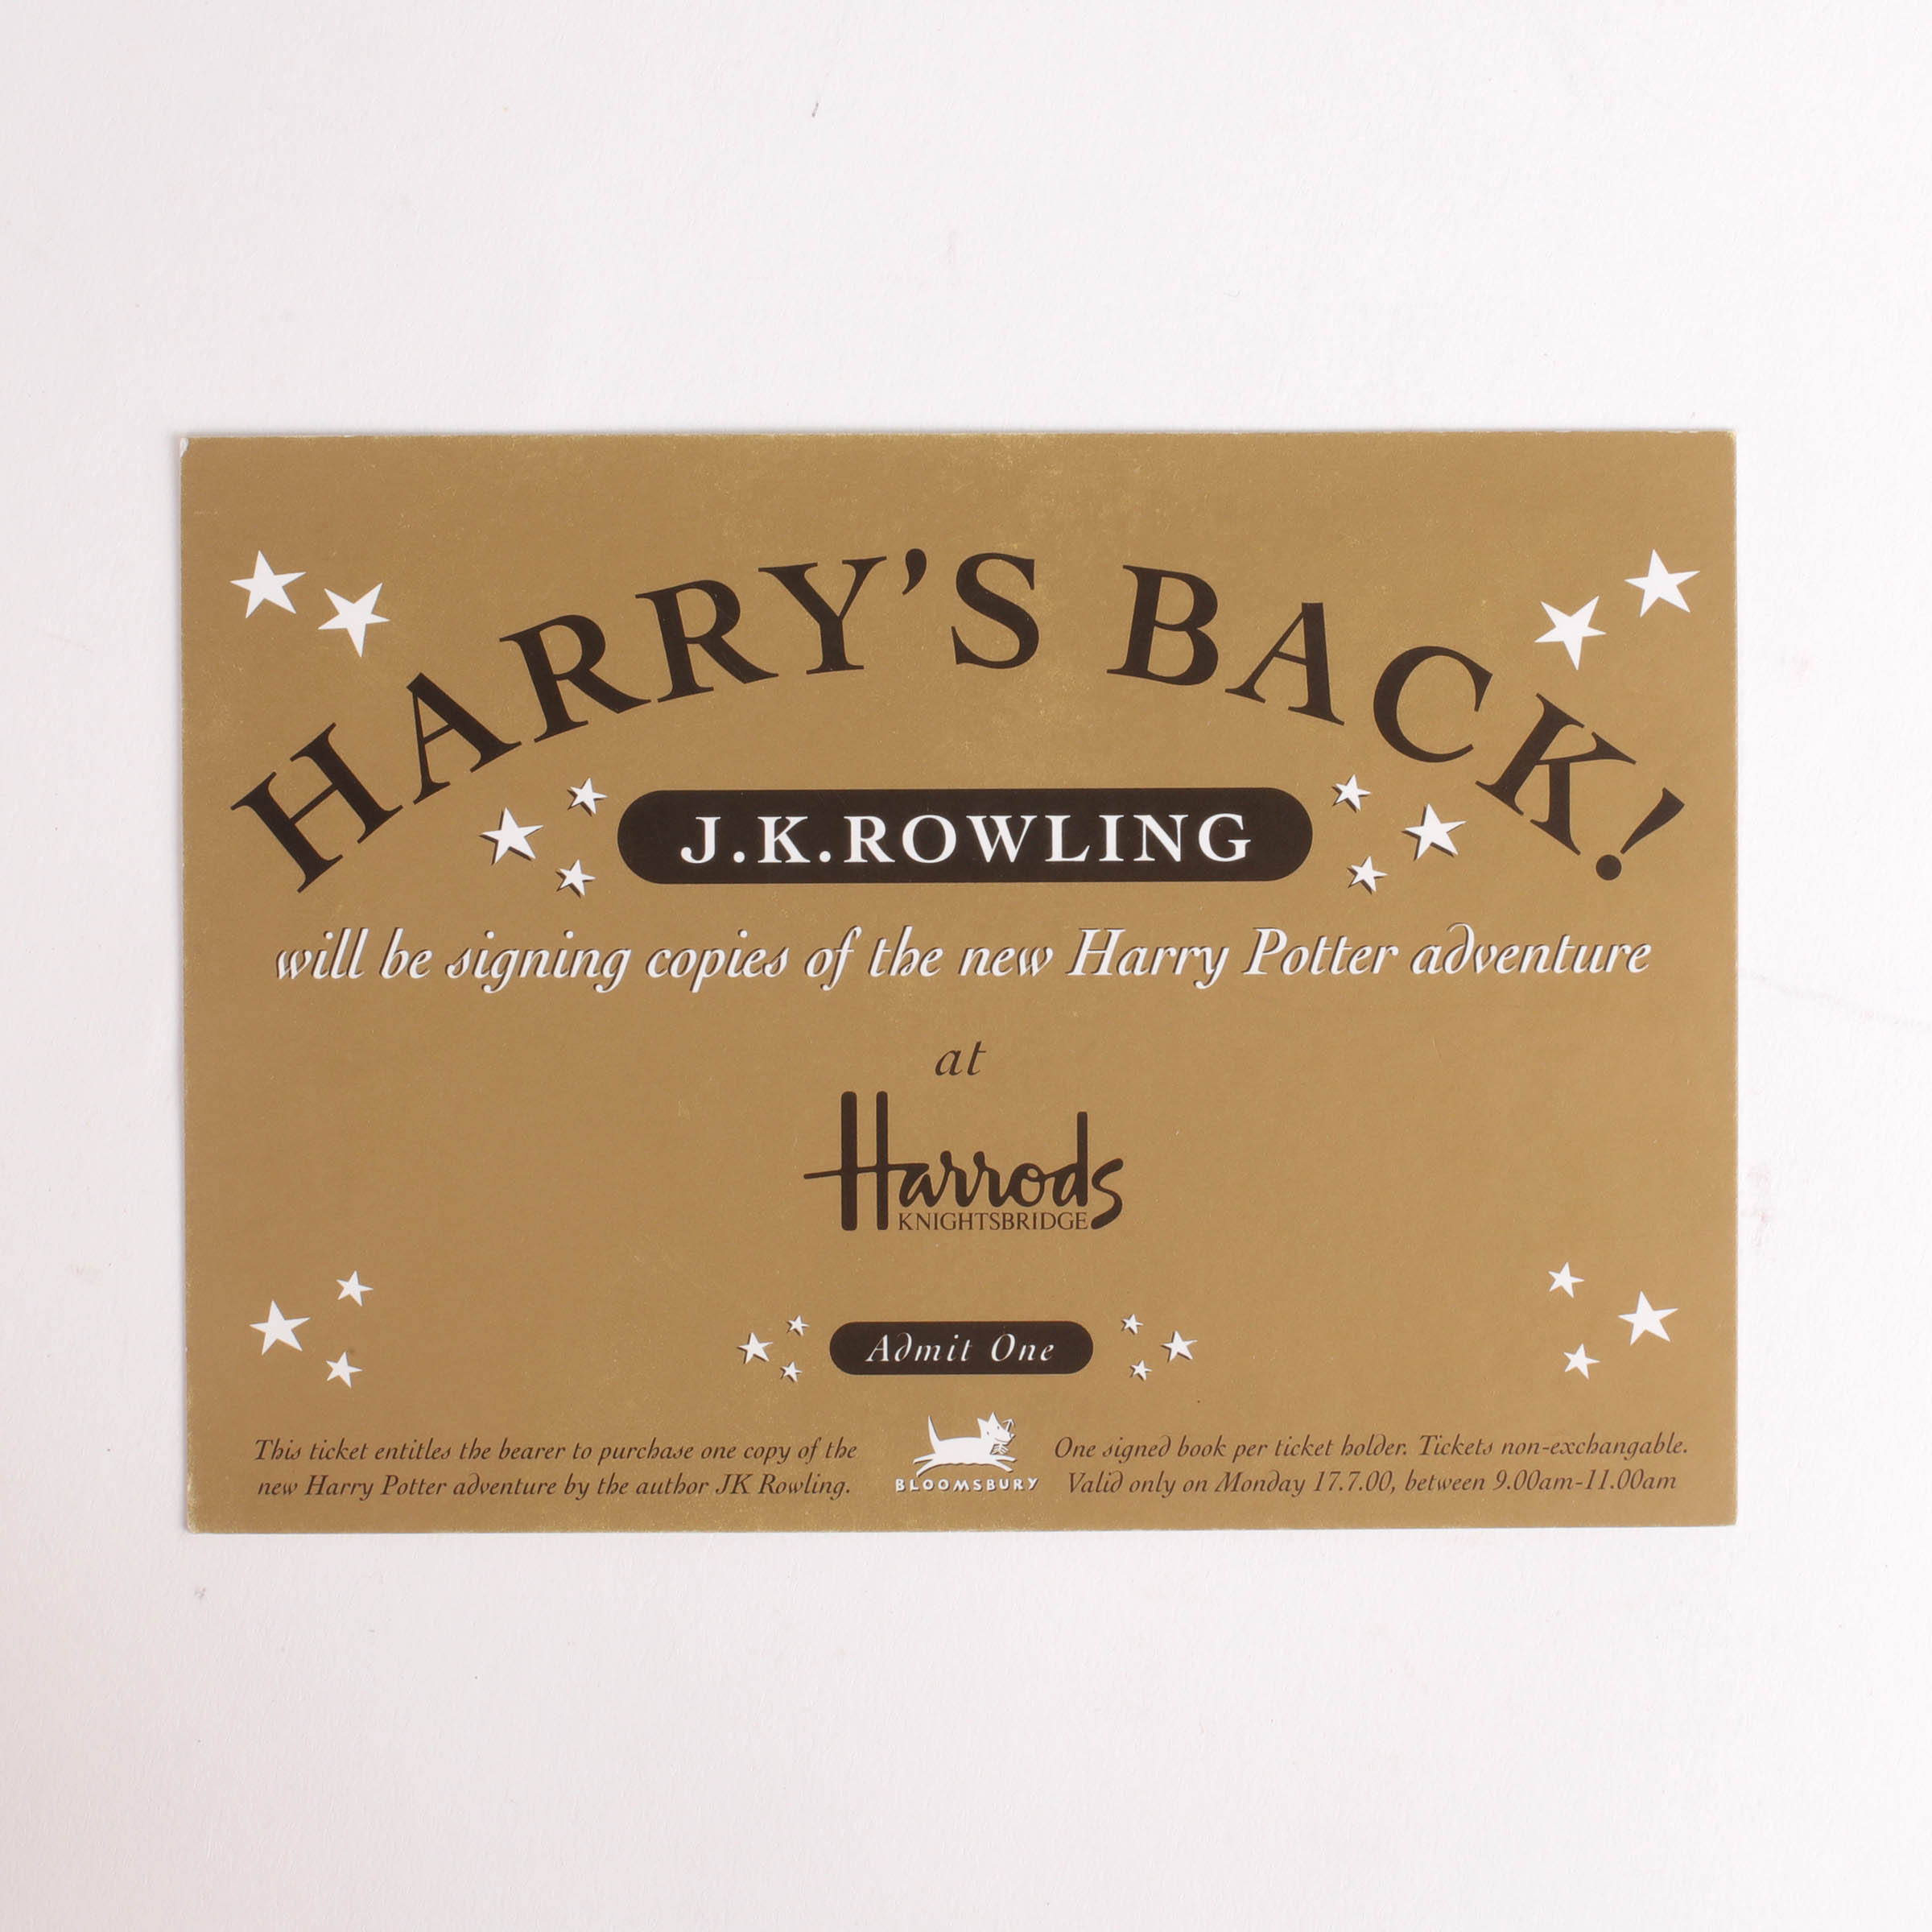 HARRY'S BACK!
J.K.ROWLING
will be signing copies of the new Harry Potter adventure
at
Harrods
KNIGHTSBRIDGE
Admit One
This ticket entitles the bearer to purchase one copy of the
new Harry Potter adventure by the author JK Rowling.
BLOOMSBURY
One signed book per ticket holder. Tickets non-exchangable.
Valid only on Monday 17.7.00, between 9.00am-11.00am